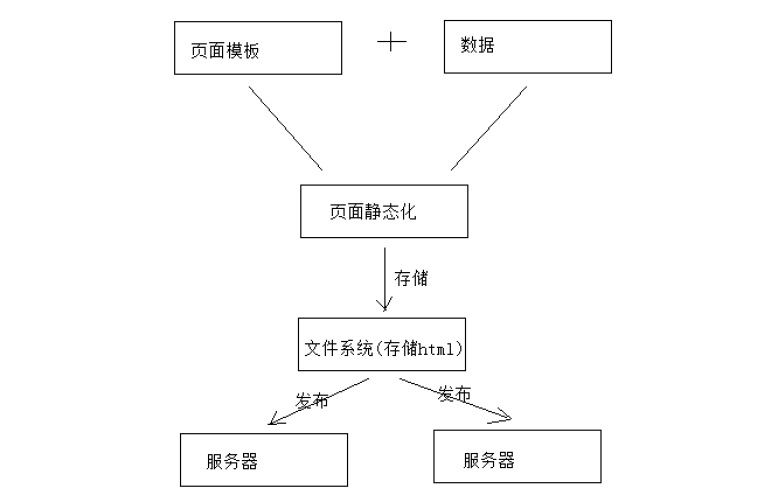 页面模板
+
数据
页面静态化
存储
文件系统(存储html)
发布
发布
服务器
服务器